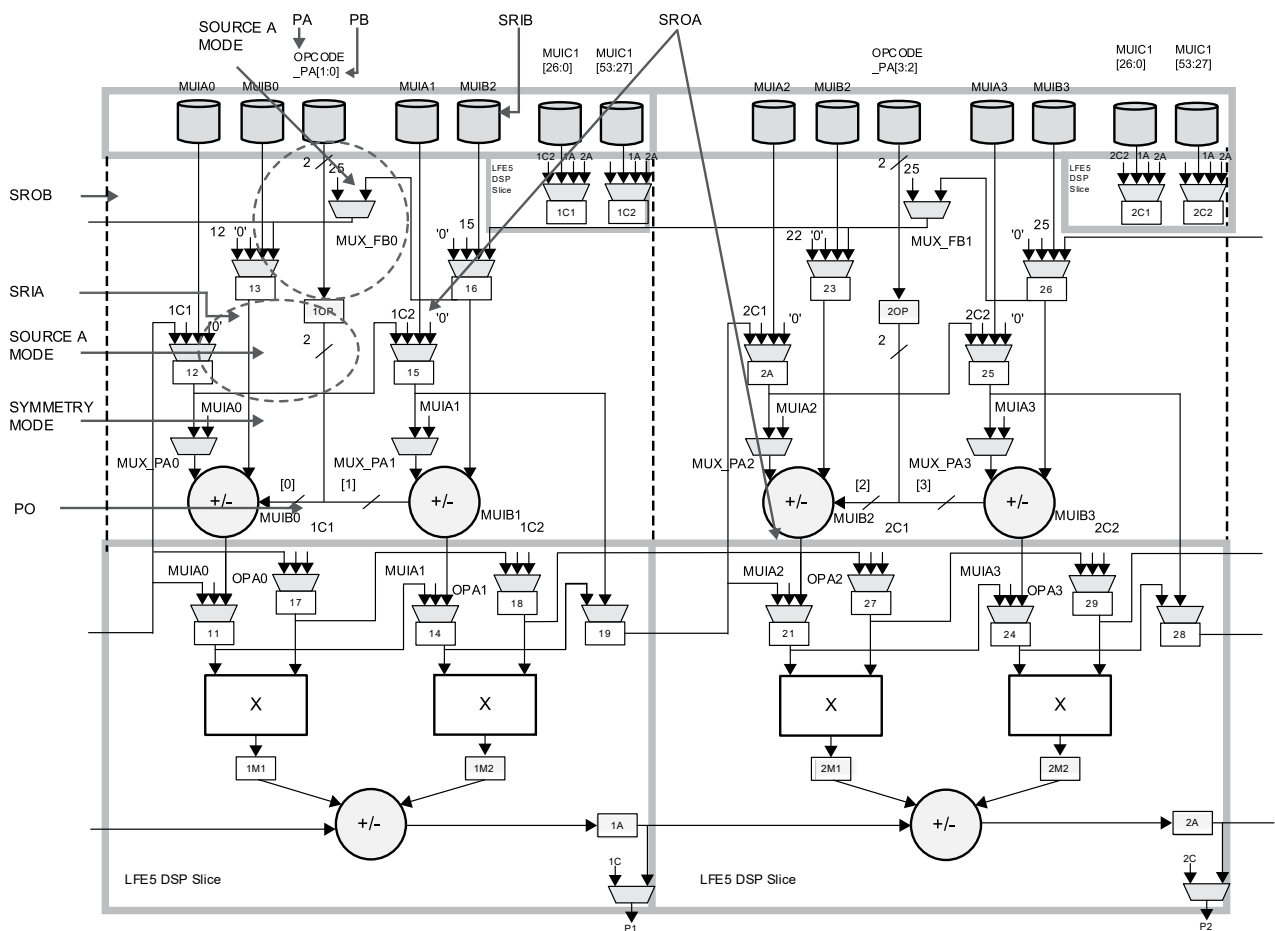 PA
PB
SRIB
SROA
SOURCE A
MODE
OPCODE
_PA[1:0]
MUIC1
[26:0]
MUIC1
[53:27]
OPCODE
_PA[3:2]
MUIC1
[26:0]
MUIC1
[53:27]
MUIA0
MUIB0
MUIA1
MUIB2
MUIA2
MUIB2
MUIA3
MUIB3
2
25
1C2
1A
2A
1A
2A
2
25
2C2
1A
2A
1A
2A
LFE5
DSP
Slice
LFE5
DSP
Slice
SROB
1C1
1C2
2C1
2C2
12
'0'
MUX_FB0
15
'0'
22
'0'
MUX_FB1
25
'0'
13
16
23
26
SRIA
1C1
'0'
1OP
1C2
'0'
2C1
'0'
2OP
2C2
'0'
SOURCE A
MODE
2
2
12
15
2A
25
SYMMETRY
MODE
MUIA0
MUIA1
MUIA2
MUIA3
MUX_PA0
MUX_PA1
MUX_PA2
MUX_PA3
PO
+/-
[0]
[1]
+/-
+/-
[2]
[3]
+/-
MUIB0
1C1
MUIB1
1C2
MUIB2
2C1
MUIB3
2C2
MUIA0
OPA0
MUIA1
OPA1
MUIA2
OPA2
MUIA3
OPA3
17
18
27
29
11
14
19
21
24
28
X
X
X
X
1M1
1M2
2M1
2M2
+/-
1A
+/-
2A
1C
2C
LFE5 DSP Slice
LFE5 DSP Slice
P1
P2